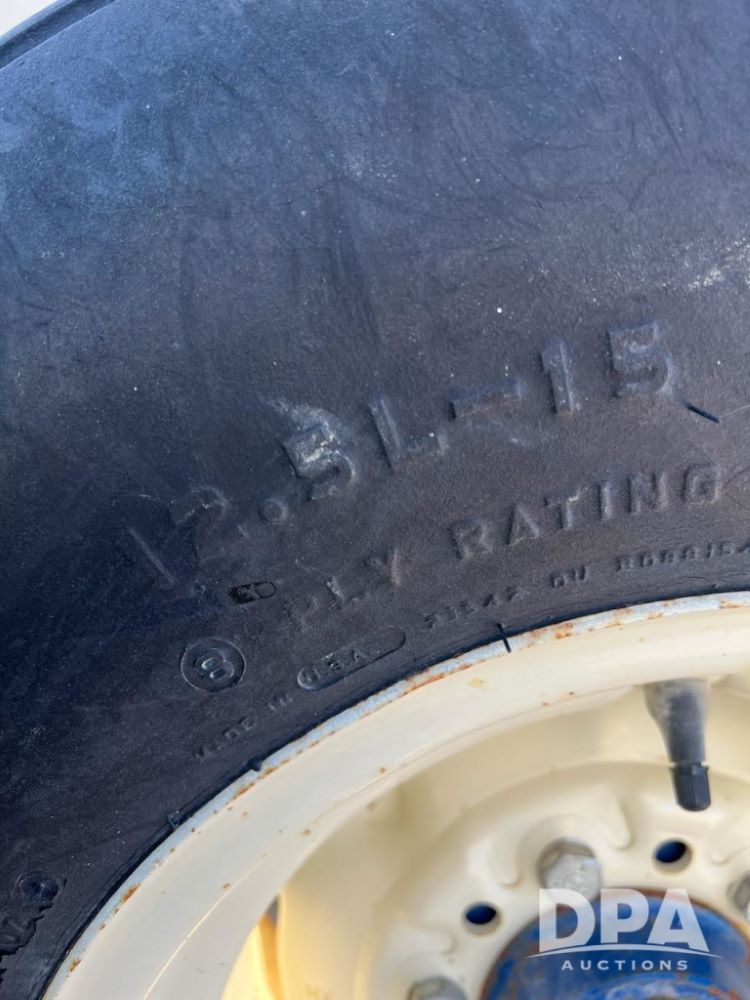 12.5L-15
PLY RATING
8
MADE IN U.S.A.
DPA
AUCTIONS